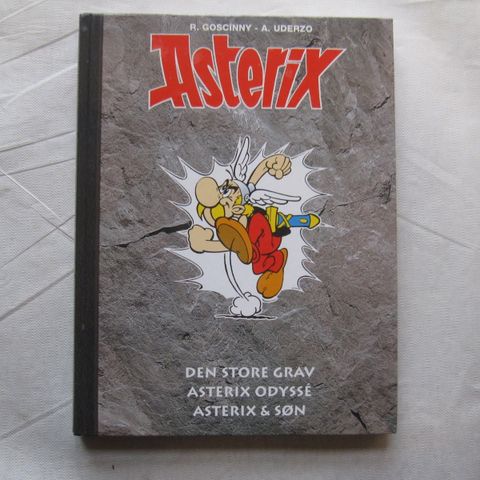 R. GOSCINNY - A. UDERZO
Asterix
DEN STORE GRAV
ASTERIX ODYSSÉ
ASTERIX & SØN